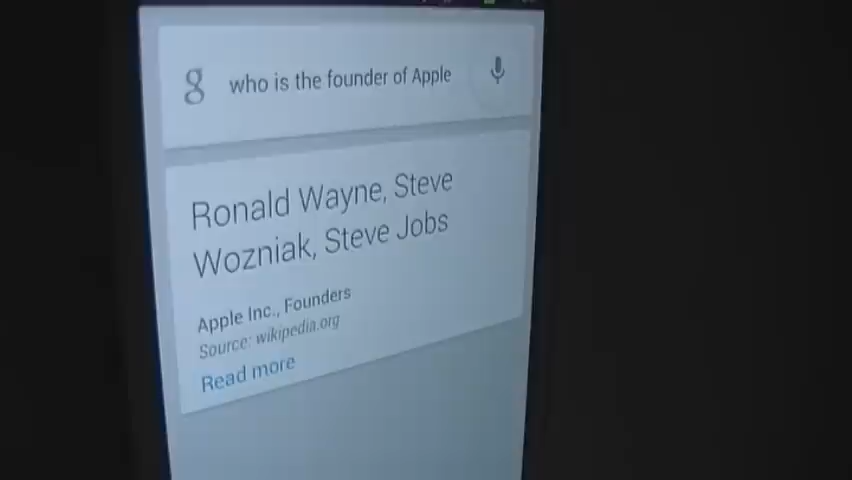 g who is the founder of Apple
Ronald Wayne, Steve
Wozniak, Steve Jobs
Apple Inc., Founders
Source: wikipedia.org
Read more